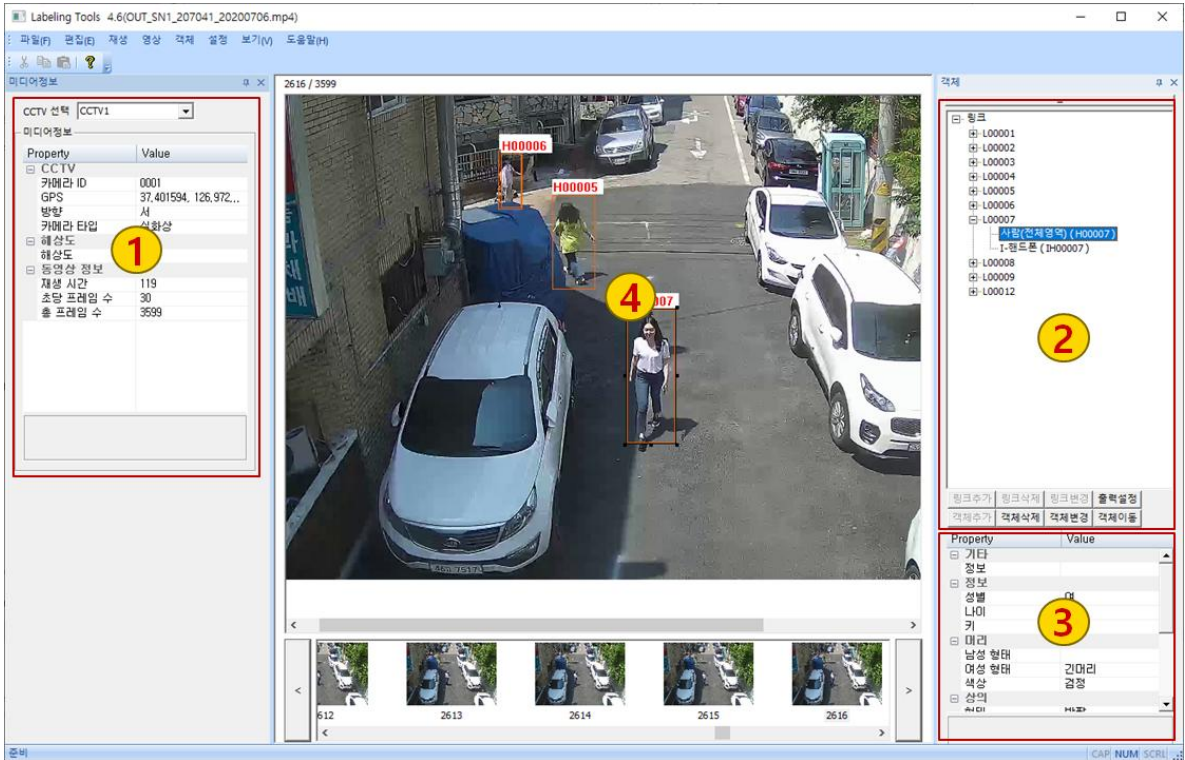 Labeling Tools 4.6(OUT_SN1_207041_20200706.mp4)
파일(F) 편집(E) 재생 영상 객체 설정 보기(V) 도움말(H)
미디어정보
CCTV 선택 CCTV1
미디어정보
Property Value
CCTV
카메라 ID 0001
GPS 37,401594, 126,972...
방향 서
카메라 타입 실화상
해상도
해상도
동영상 정보
재생 시간 119
초당 프레임 수 30
총 프레임 수 3599
1
2616 / 3599
H00006
H00005
4
007
2612 2613 2614 2615 2616
객체
링크
L00001
L00002
L00003
L00004
L00005
L00006
L00007
사람(전체영역) (H00007)
I-핸드폰 (IH00007)
L00008
L00009
L00012
2
링크추가 링크삭제 링크변경 출력설정
객체추가 객체삭제 객체변경 객체이동
Property Value
기타
정보
정보
성별 여
나이
키
3
머리
남성 형태
여성 형태 긴머리
색상 검정
상의
준비
CAP NUM SCRL